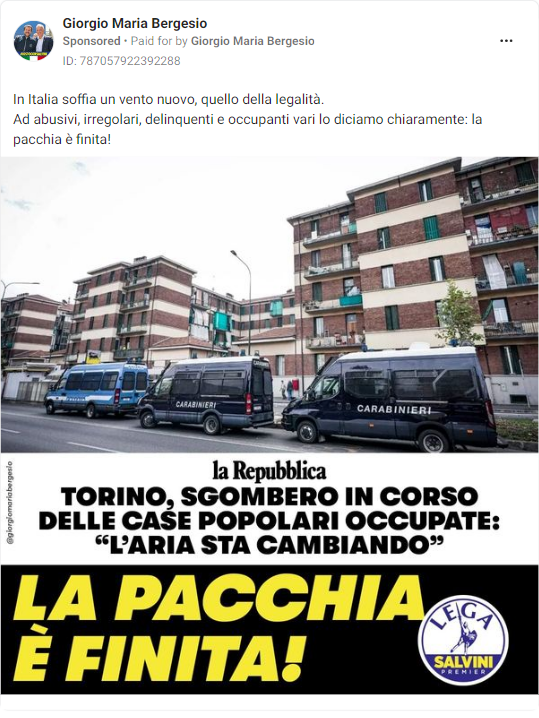 Giorgio Maria Bergesio
Sponsored • Paid for by Giorgio Maria Bergesio
ID: 787057922392288
In Italia soffia un vento nuovo, quello della legalità.
Ad abusivi, irregolari, delinquenti e occupanti vari lo diciamo chiaramente: la
pacchia è finita!
CARABINIERI
CARABINIERI
@giorgiomariabergesio
la Repubblica
TORINO, SGOMBERO IN CORSO
DELLE CASE POPOLARI OCCUPATE:
“L’ARIA STA CAMBIANDO”
LA PACCHIA
È FINITA!
LEGA
SALVINI
PREMIER